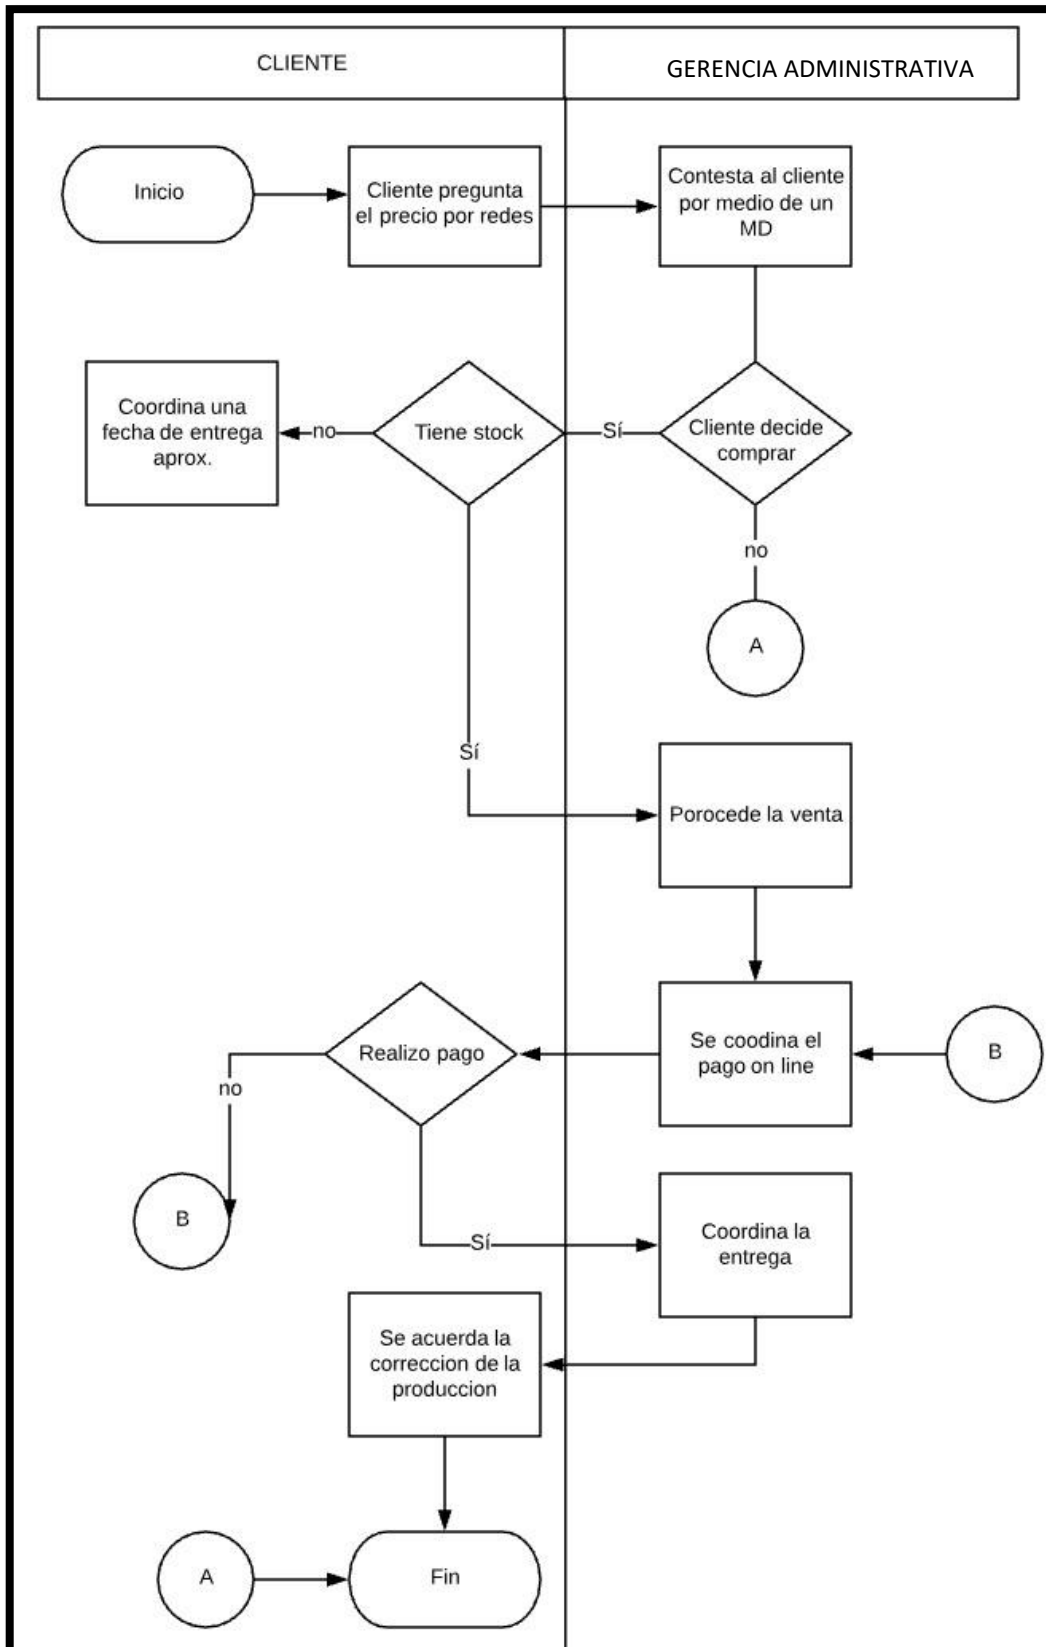 CLIENTE
GERENCIA ADMINISTRATIVA
Inicio
Cliente pregunta
el precio por redes
Contesta al cliente
por medio de un
MD
Coordina una
fecha de entrega
aprox.
no
Tiene stock
Sí
Cliente decide
comprar
no
A
Sí
Porocede la venta
Realizo pago
Se coodina el
pago on line
B
no
B
Sí
Coordina la
entrega
Se acuerda la
correccion de la
produccion
A
Fin